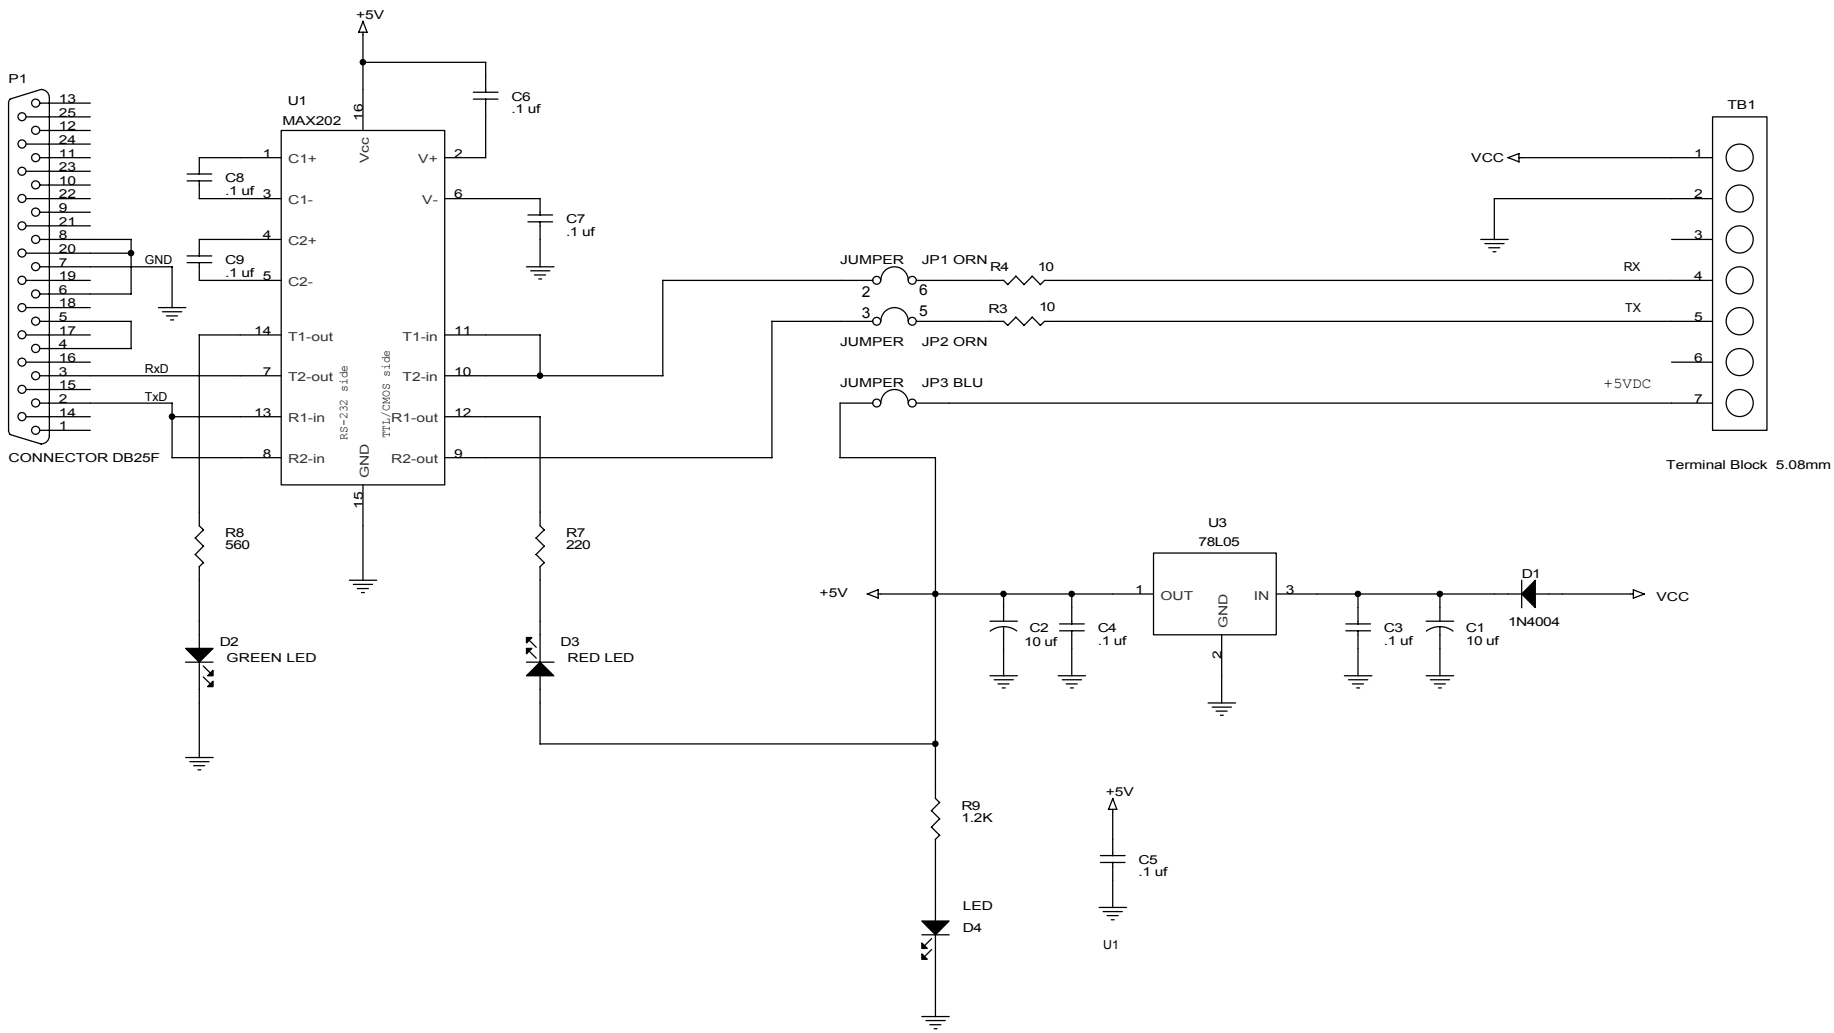 +5V
P1
13
25
12
24
11
23
10
22
9
21
8
20
7
19
6
18
5
17
4
16
3
15
2
14
1
GND
RxD
TxD
CONNECTOR DB25F
U1
MAX202
16
Vcc
1 C1+
3 C1-
4 C2+
5 C2-
14 T1-out
7 T2-out
13 R1-in
8 R2-in
V+ 2
V- 6
T1-in 11
T2-in 10
R1-out 12
R2-out 9
RS-232 side
TTL/CMOS side
GND
15
C6
.1 uf
C8
.1 uf
C7
.1 uf
C9
.1 uf
JUMPER JP1 ORN
2 6
R4 10
RX
3 5
R3 10
TX
JUMPER JP2 ORN
JUMPER JP3 BLU
+5VDC
TB1
VCC
1
2
3
4
5
6
7
Terminal Block 5.08mm
R8
560
R7
220
D2
GREEN LED
D3
RED LED
U3
78L05
+5V
1 OUT
IN 3
GND
2
C2
10 uf
C4
.1 uf
C3
.1 uf
C1
10 uf
D1
1N4004
VCC
R9
1.2K
LED
D4
+5V
C5
.1 uf
U1